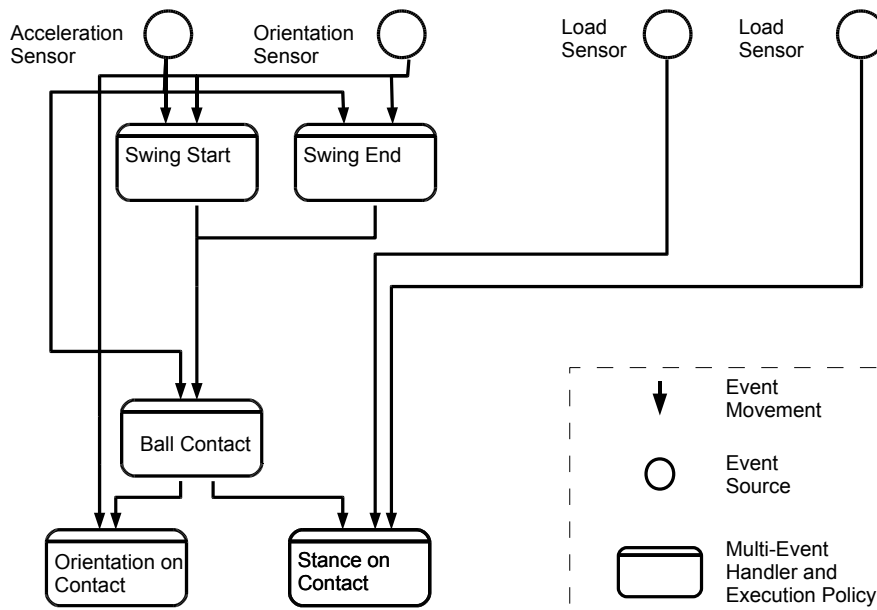 Acceleration
Sensor
Orientation
Sensor
Load
Sensor
Load
Sensor
Swing Start
Swing End
Ball Contact
Orientation on
Contact
Stance on
Contact
Event
Movement
Event
Source
Multi-Event
Handler and
Execution Policy